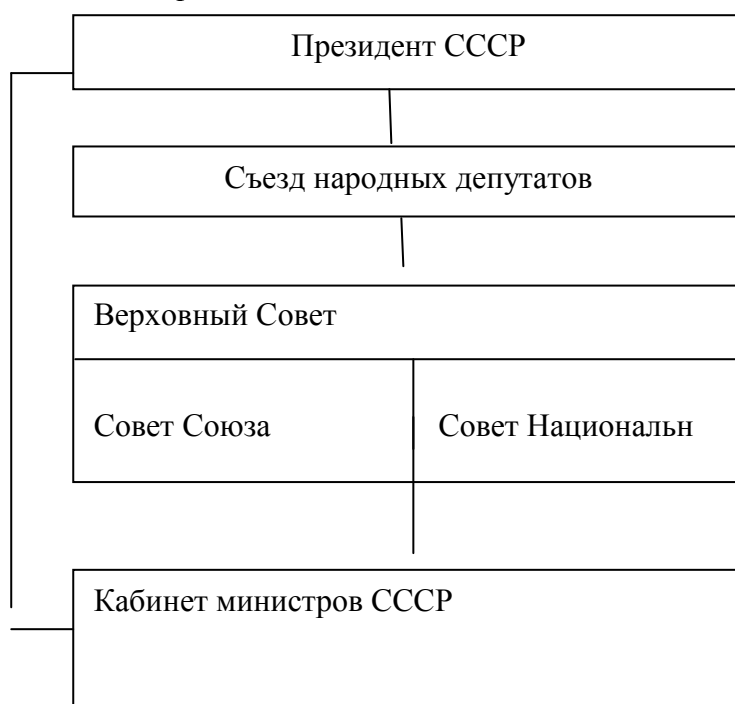 Президент СССР
Съезд народных депутатов
Верховный Совет
Совет Союза
Совет Национальн
Кабинет министров СССР